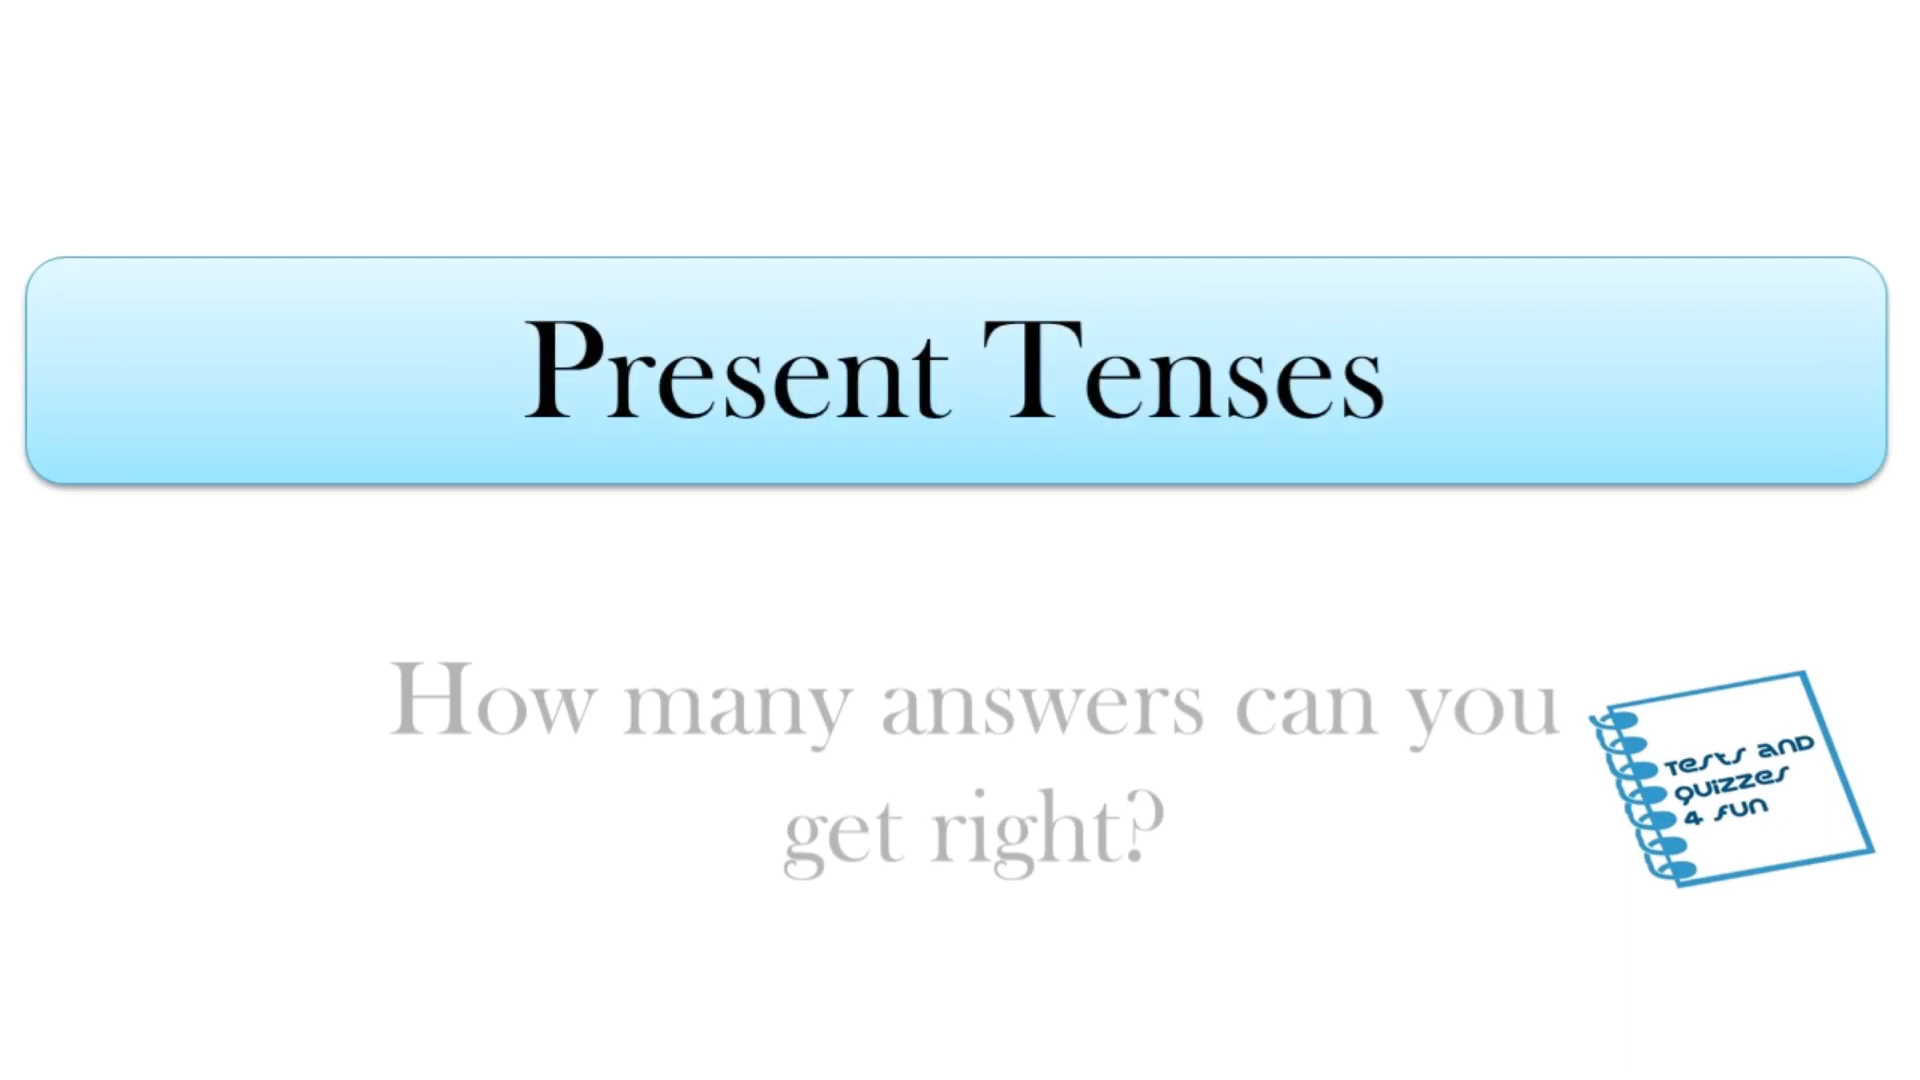 Present Tenses
How many answers can you
get right?
Tests and
Quizzes
4 Fun